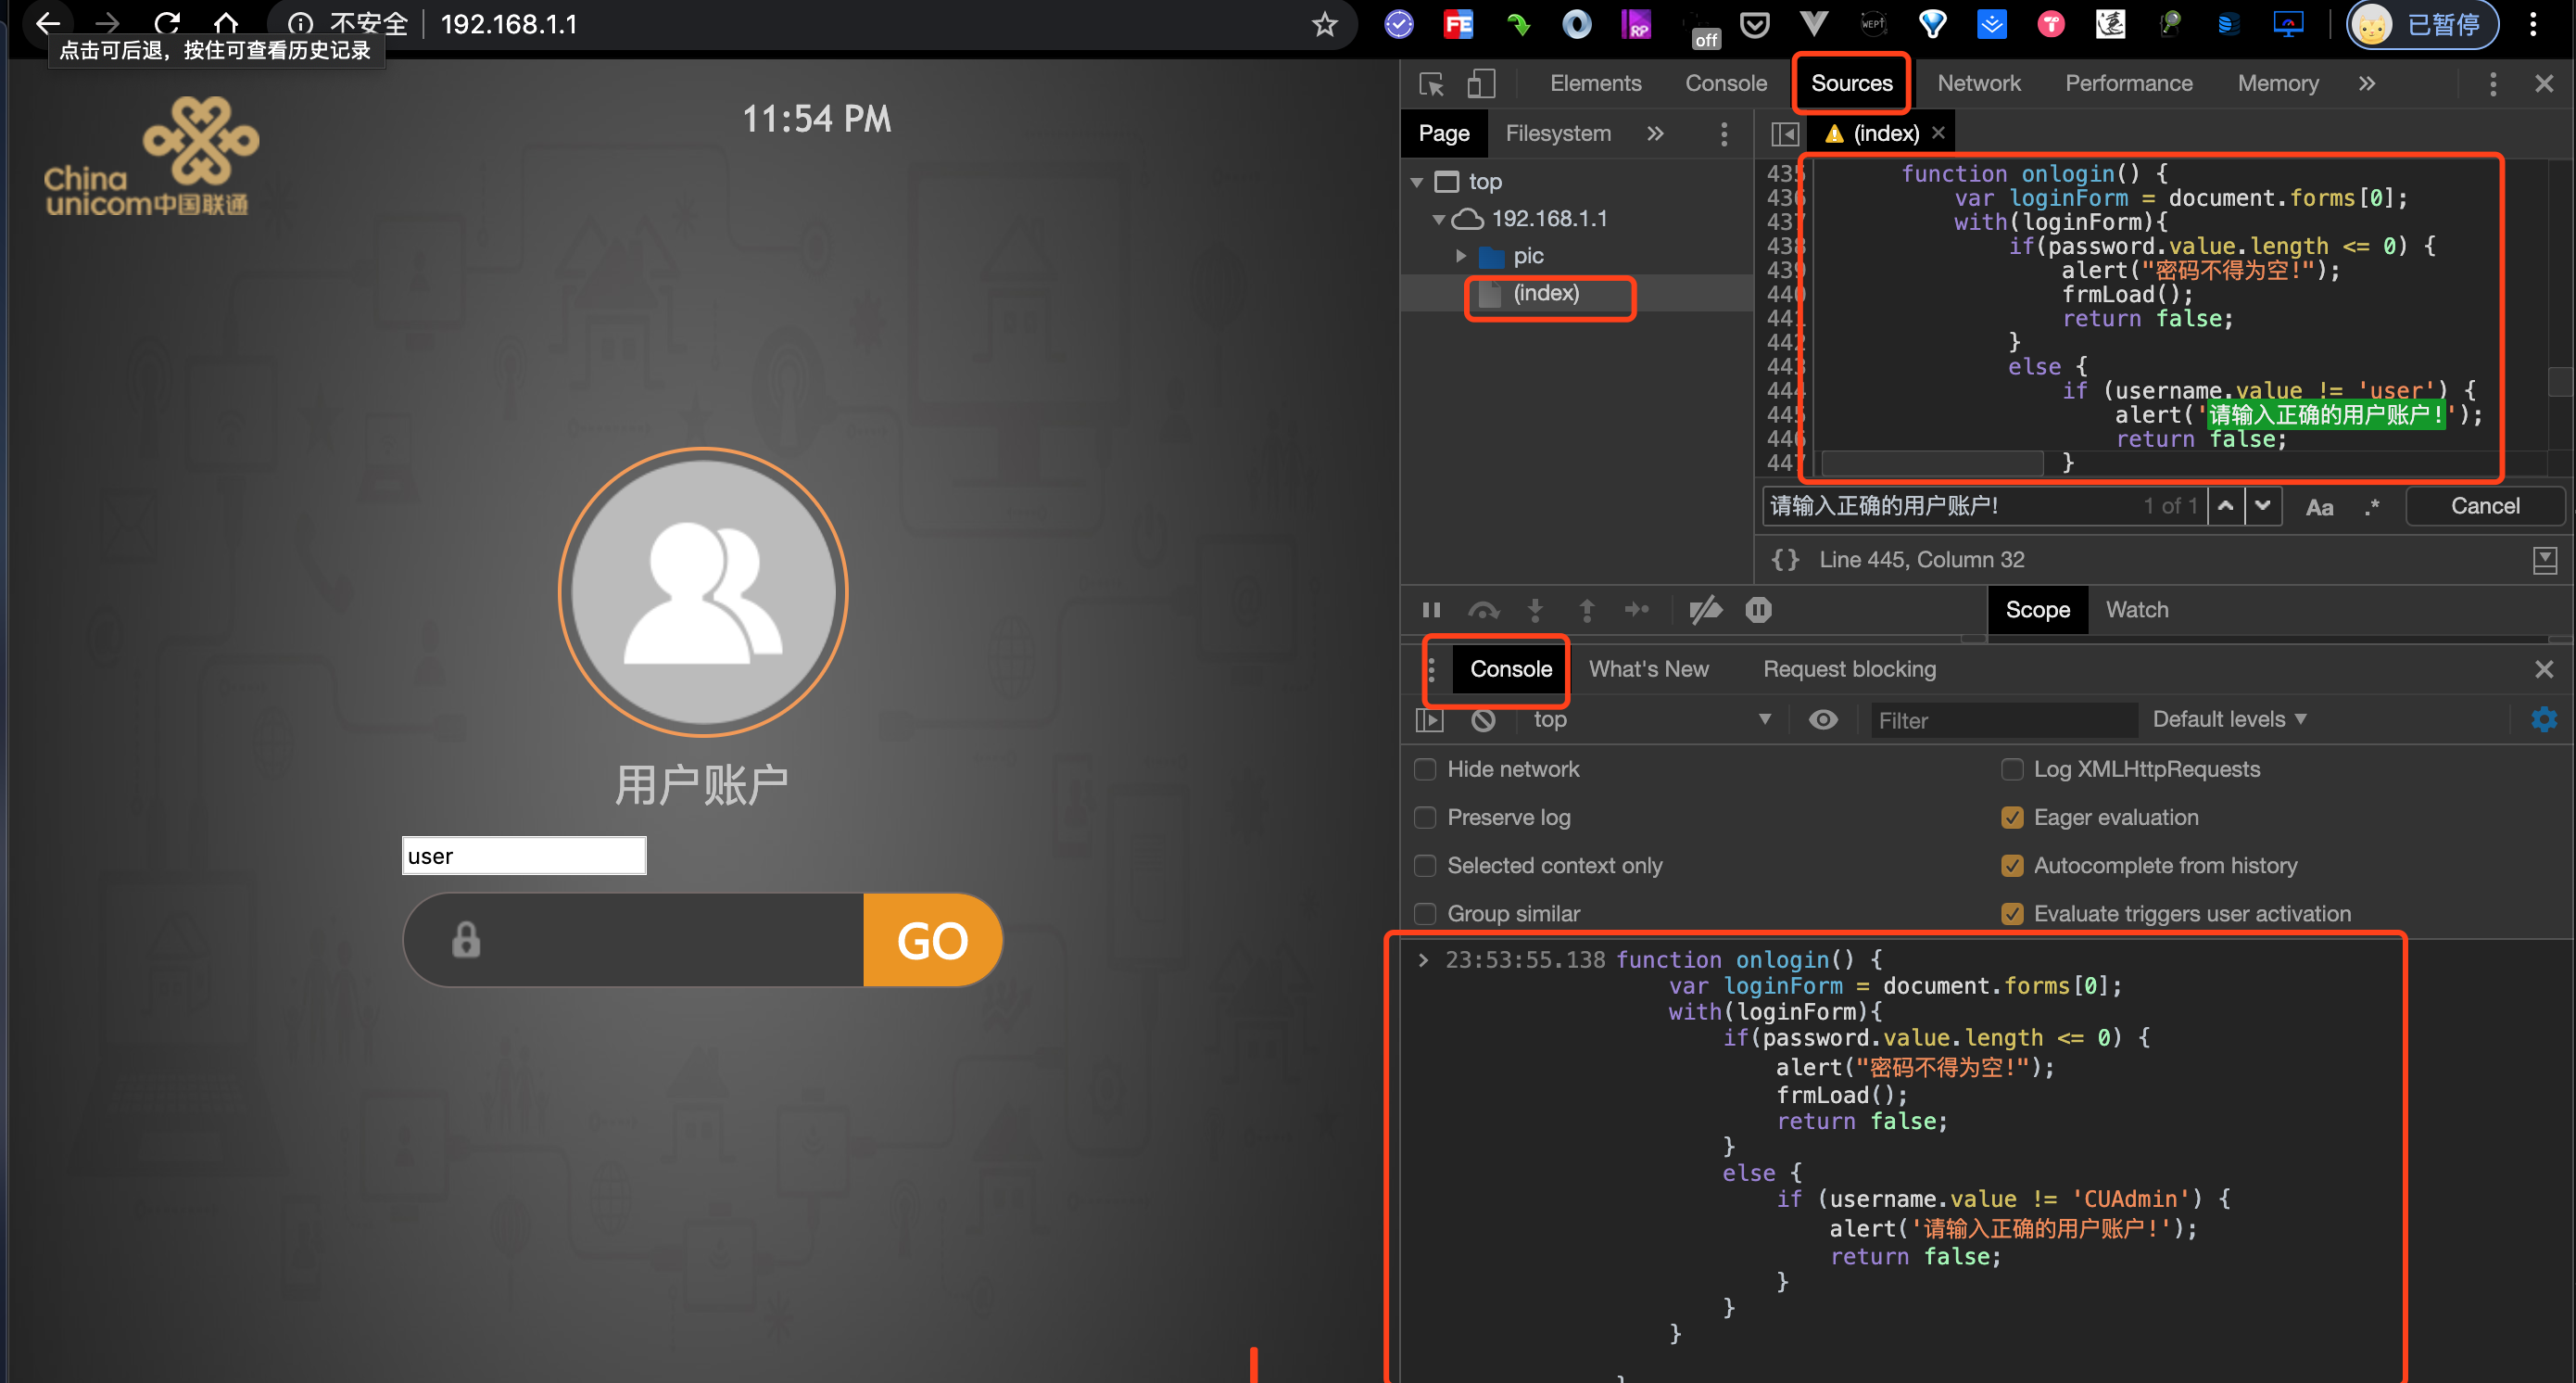 不安全 192.168.1.1
off
已暂停
点击可后退，按住可查看历史记录
China
unicom中国联通
11:54 PM
用户账户
user
GO
Elements Console Sources Network Performance Memory
Page Filesystem
(index)
top
192.168.1.1
pic
(index)
435 function onlogin() {
436 var loginForm = document.forms[0];
437 with(loginForm){
438 if(password.value.length <= 0) {
439 alert("密码不得为空!");
440 frmLoad();
441 return false;
442 }
443 else {
444 if (username.value != 'user') {
445 alert('请输入正确的用户账户!');
446 return false;
447 }
请输入正确的用户账户! 1 of 1 Aa .* Cancel
{} Line 445, Column 32
Scope Watch
Console What's New Request blocking
top Filter Default levels
Hide network Log XMLHttpRequests
Preserve log Eager evaluation
Selected context only Autocomplete from history
Group similar Evaluate triggers user activation
> 23:53:55.138 function onlogin() {
var loginForm = document.forms[0];
with(loginForm){
if(password.value.length <= 0) {
alert("密码不得为空!");
frmLoad();
return false;
}
else {
if (username.value != 'CUAdmin') {
alert('请输入正确的用户账户!');
return false;
}
}
}